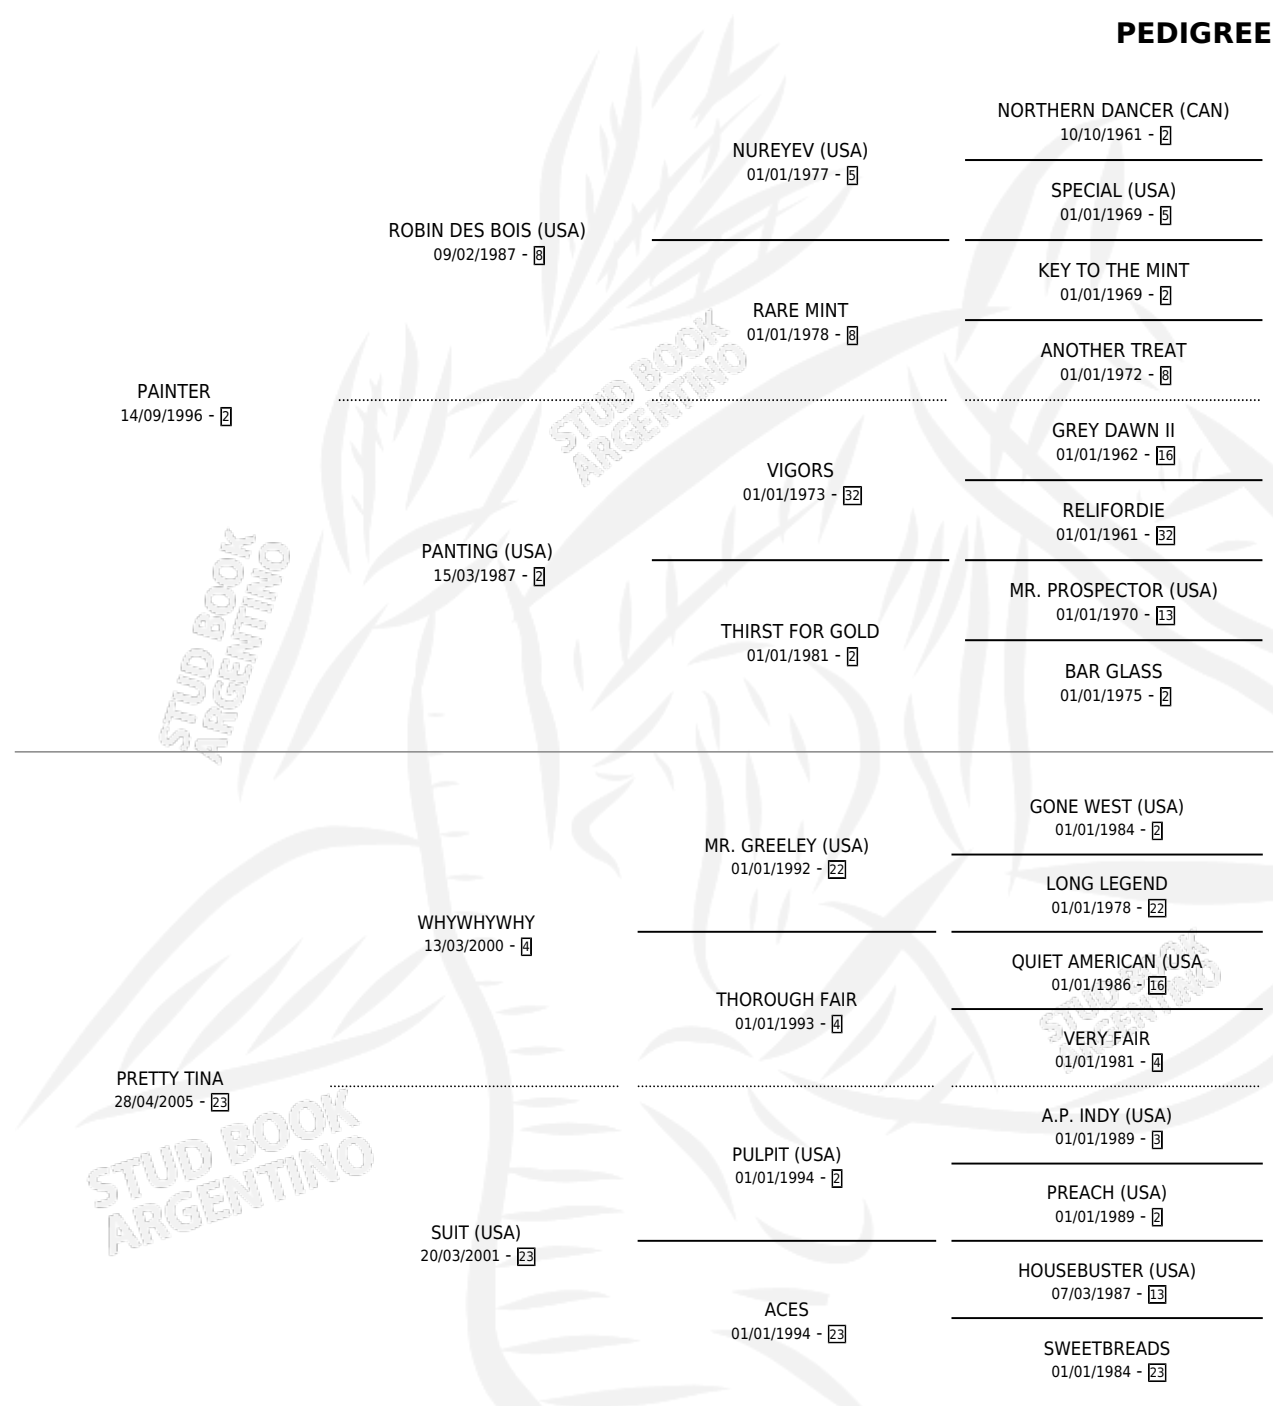 PEDIGREE
NORTHERN DANCER (CAN)
10/10/1961 - 2
NUREYEV (USA)
01/01/1977 - 5
SPECIAL (USA)
01/01/1969 - 5
ROBIN DES BOIS (USA)
09/02/1987 - 8
KEY TO THE MINT
01/01/1969 - 2
RARE MINT
01/01/1978 - 8
ANOTHER TREAT
01/01/1972 - 8
PAINTER
14/09/1996 - 2
STUD BOOK
ARGENTINO
GREY DAWN II
01/01/1962 - 16
VIGORS
01/01/1973 - 32
RELIFORDIE
01/01/1961 - 32
PANTING (USA)
15/03/1987 - 2
MR. PROSPECTOR (USA)
01/01/1970 - 13
THIRST FOR GOLD
01/01/1981 - 2
BAR GLASS
01/01/1975 - 2
STUD BOOK
ARGENTINO
GONE WEST (USA)
01/01/1984 - 2
MR. GREELEY (USA)
01/01/1992 - 22
LONG LEGEND
01/01/1978 - 22
WHYWHYWHY
13/03/2000 - 4
QUIET AMERICAN (USA
01/01/1986 - 16
THOROUGH FAIR
01/01/1993 - 4
STUD BOOK
ARGENTINO
VERY FAIR
01/01/1981 - 4
PRETTY TINA
28/04/2005 - 23
A.P. INDY (USA)
01/01/1989 - 3
PULPIT (USA)
01/01/1994 - 2
STUD BOOK
ARGENTINO
PREACH (USA)
01/01/1989 - 2
SUIT (USA)
20/03/2001 - 23
HOUSEBUSTER (USA)
07/03/1987 - 13
ACES
01/01/1994 - 23
SWEETBREADS
01/01/1984 - 23